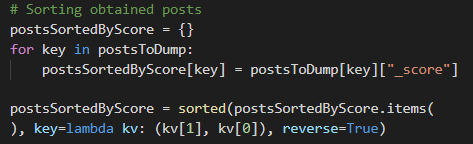 # Sorting obtained posts
postsSortedByScore = {}
for key in postsToDump:
    postsSortedByScore[key] = postsToDump[key]["_score"]

postsSortedByScore = sorted(postsSortedByScore.items(
), key=lambda kv: (kv[1], kv[0]), reverse=True)